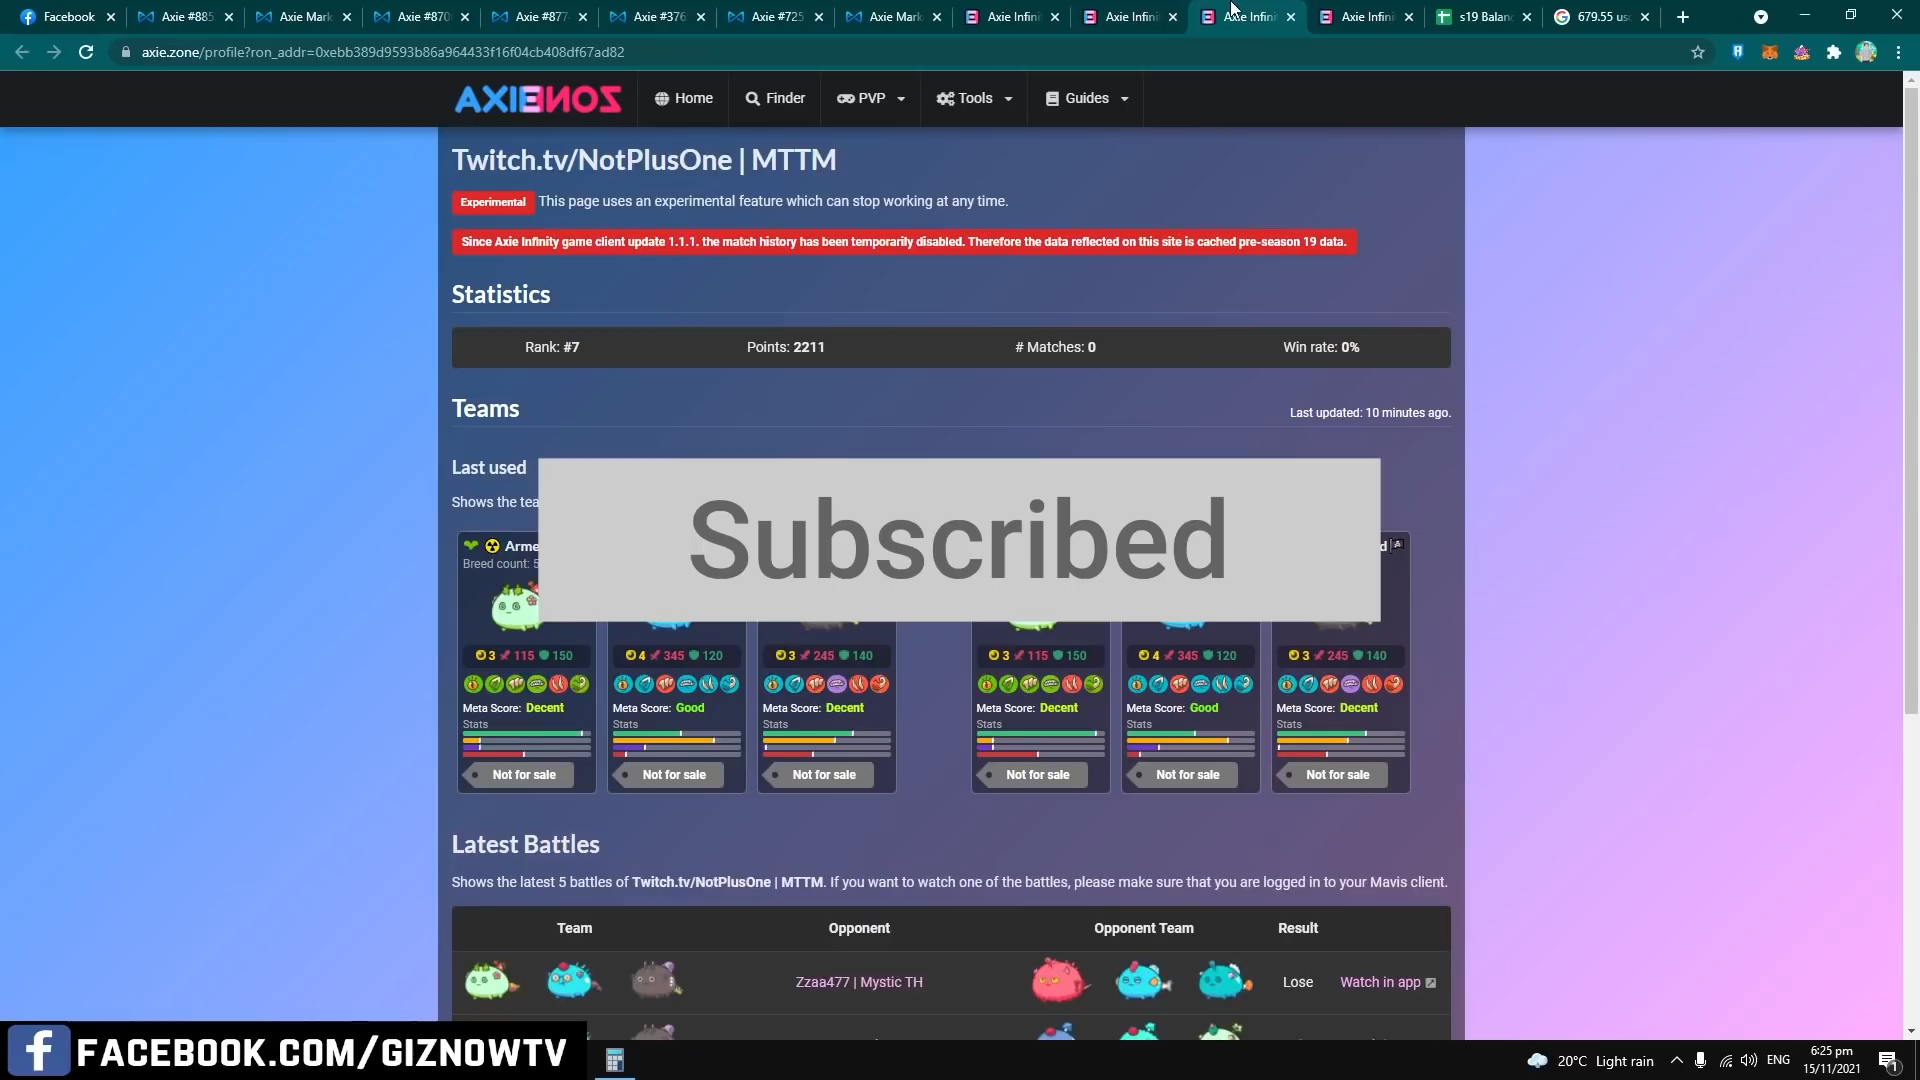 Facebook
Axie #885
Axie Mark
Axie #870
Axie #877
Axie #376
Axie #725
Axie Mark
Axie Infini
Axie Infini
Axie Infini
Axie Infini
s19 Balanc
679.55 usd
axie.zone/profile?ron_addr=0xebb389d9593b86a964433f16f04cb408df67ad82
AXIE ZONE
Home
Finder
PVP
Tools
Guides
Twitch.tv/NotPlusOne | MTTM
Experimental This page uses an experimental feature which can stop working at any time.
Since Axie Infinity game client update 1.1.1. the match history has been temporarily disabled. Therefore the data reflected on this site is cached pre-season 19 data.
Statistics
Rank: #7 Points: 2211 # Matches: 0 Win rate: 0%
Teams
Last updated: 10 minutes ago.
Last used
Shows the tea
Subscribed
Arme
Breed count: 5
d
3 115 150
4 345 120
3 245 140
3 115 150
4 345 120
3 245 140
Meta Score: Decent
Meta Score: Good
Meta Score: Decent
Meta Score: Decent
Meta Score: Good
Meta Score: Decent
Stats
Stats
Stats
Stats
Stats
Stats
Not for sale
Not for sale
Not for sale
Not for sale
Not for sale
Not for sale
Latest Battles
Shows the latest 5 battles of Twitch.tv/NotPlusOne | MTTM. If you want to watch one of the battles, please make sure that you are logged in to your Mavis client.
Team Opponent Opponent Team Result
Zzaa477 | Mystic TH Lose Watch in app
FACEBOOK.COM/GIZNOWTV
20°C Light rain
ENG
6:25 pm
15/11/2021
1